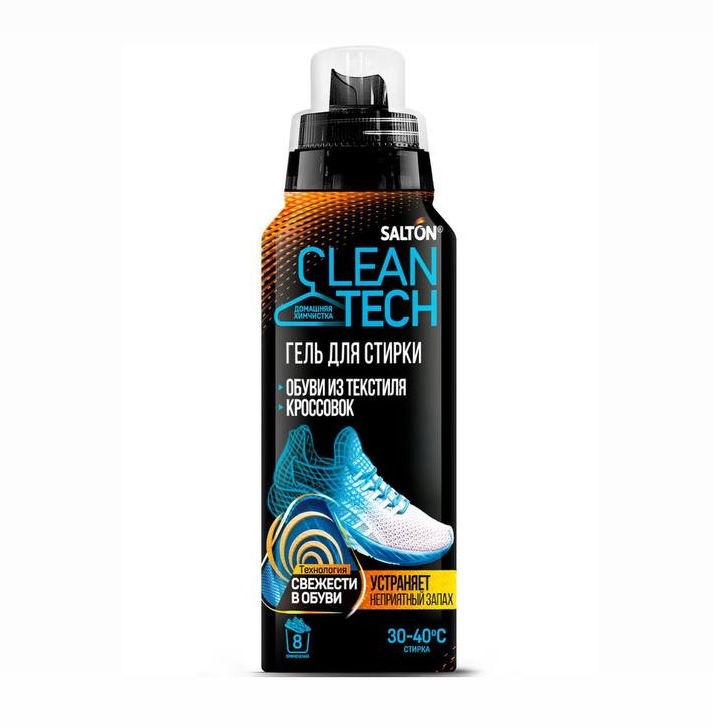 SALTON®
CLEAN
TECH
ДОМАШНЯЯ
ХИМЧИСТКА
ГЕЛЬ ДЛЯ СТИРКИ
ОБУВИ ИЗ ТЕКСТИЛЯ
КРОССОВОК
Технология
СВЕЖЕСТИ
В ОБУВИ
УСТРАНЯЕТ
НЕПРИЯТНЫЙ ЗАПАХ
8
ПРИМЕНЕНИЙ
30-40°C
СТИРКА